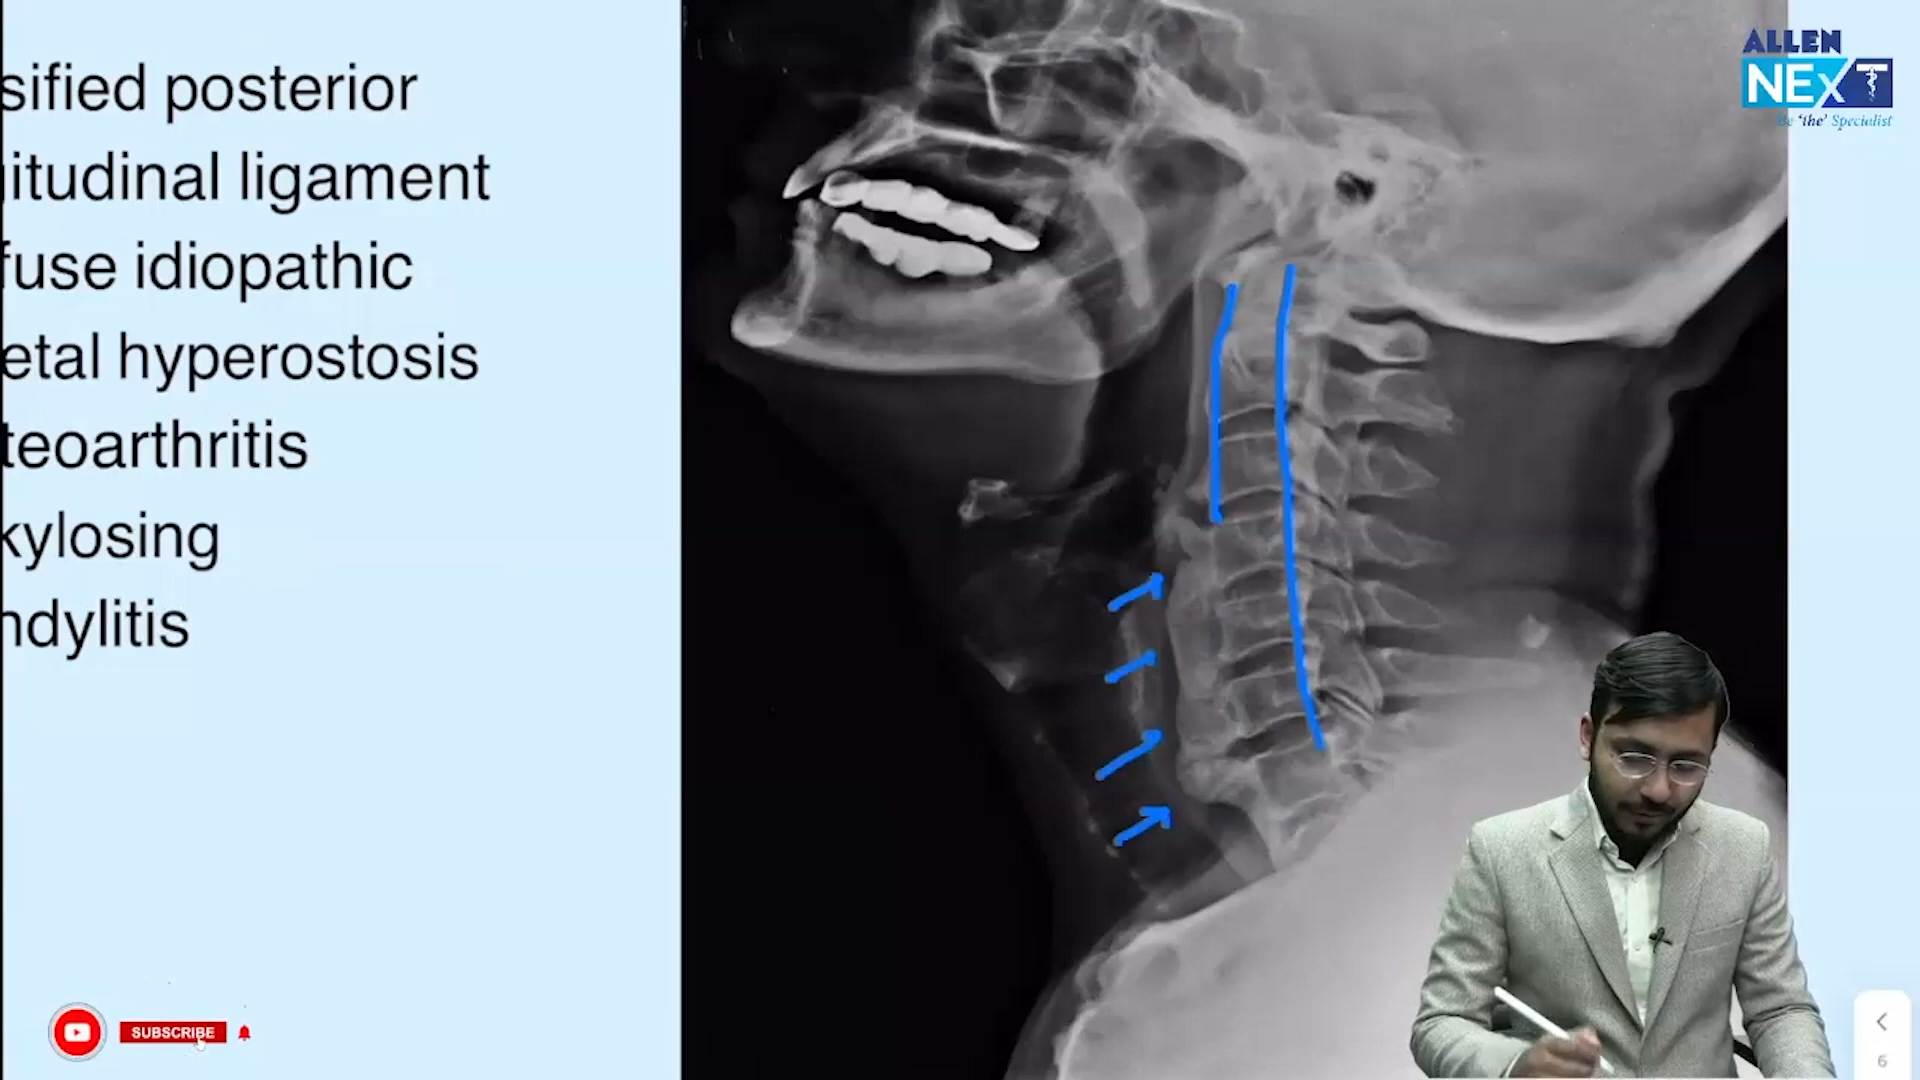 sified posterior
itudinal ligament
fuse idiopathic
etal hyperostosis
teoarthritis
kylosing
ndylitis
ALLEN
NExT
Be 'the' Specialist
SUBSCRIBE
6